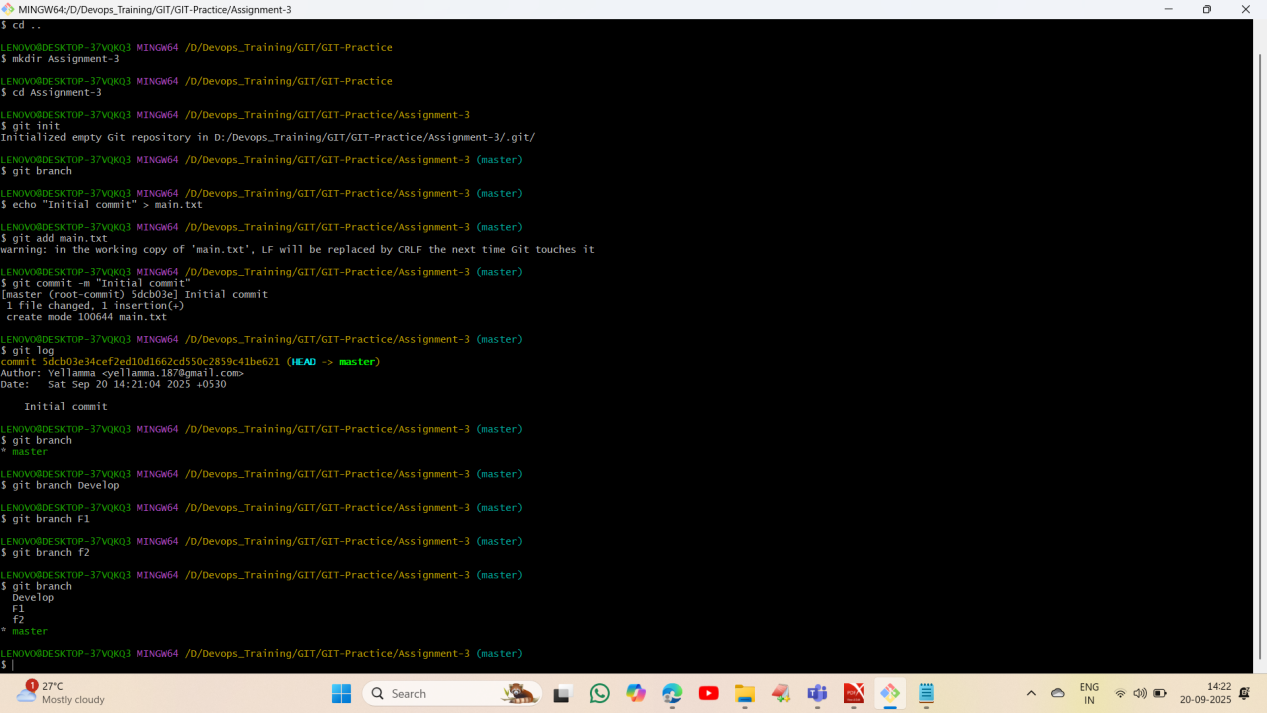 MINGW64:/D/Devops_Training/GIT/GIT-Practice/Assignment-3
$ cd ..
LENOVO@DESKTOP-37VQKQ3 MINGW64 /D/Devops_Training/GIT/GIT-Practice
$ mkdir Assignment-3
LENOVO@DESKTOP-37VQKQ3 MINGW64 /D/Devops_Training/GIT/GIT-Practice
$ cd Assignment-3
LENOVO@DESKTOP-37VQKQ3 MINGW64 /D/Devops_Training/GIT/GIT-Practice/Assignment-3
$ git init
Initialized empty Git repository in D:/Devops_Training/GIT/GIT-Practice/Assignment-3/.git/
LENOVO@DESKTOP-37VQKQ3 MINGW64 /D/Devops_Training/GIT/GIT-Practice/Assignment-3 (master)
$ git branch
LENOVO@DESKTOP-37VQKQ3 MINGW64 /D/Devops_Training/GIT/GIT-Practice/Assignment-3 (master)
$ echo "Initial commit" > main.txt
LENOVO@DESKTOP-37VQKQ3 MINGW64 /D/Devops_Training/GIT/GIT-Practice/Assignment-3 (master)
$ git add main.txt
warning: in the working copy of 'main.txt', LF will be replaced by CRLF the next time Git touches it
LENOVO@DESKTOP-37VQKQ3 MINGW64 /D/Devops_Training/GIT/GIT-Practice/Assignment-3 (master)
$ git commit -m "Initial commit"
[master (root-commit) 5dcb03e] Initial commit
1 file changed, 1 insertion(+)
create mode 100644 main.txt
LENOVO@DESKTOP-37VQKQ3 MINGW64 /D/Devops_Training/GIT/GIT-Practice/Assignment-3 (master)
$ git log
commit 5dcb03e34cef2ed10d1662cd550c2859c41be621 (HEAD -> master)
Author: Yellamma <yellamma.187@gmail.com>
Date:   Sat Sep 20 14:21:04 2025 +0530
Initial commit
LENOVO@DESKTOP-37VQKQ3 MINGW64 /D/Devops_Training/GIT/GIT-Practice/Assignment-3 (master)
$ git branch
* master
LENOVO@DESKTOP-37VQKQ3 MINGW64 /D/Devops_Training/GIT/GIT-Practice/Assignment-3 (master)
$ git branch Develop
LENOVO@DESKTOP-37VQKQ3 MINGW64 /D/Devops_Training/GIT/GIT-Practice/Assignment-3 (master)
$ git branch F1
LENOVO@DESKTOP-37VQKQ3 MINGW64 /D/Devops_Training/GIT/GIT-Practice/Assignment-3 (master)
$ git branch f2
LENOVO@DESKTOP-37VQKQ3 MINGW64 /D/Devops_Training/GIT/GIT-Practice/Assignment-3 (master)
$ git branch
Develop
F1
f2
* master
LENOVO@DESKTOP-37VQKQ3 MINGW64 /D/Devops_Training/GIT/GIT-Practice/Assignment-3 (master)
$
1
27°C
Mostly cloudy
Search
ENG
IN
14:22
20-09-2025